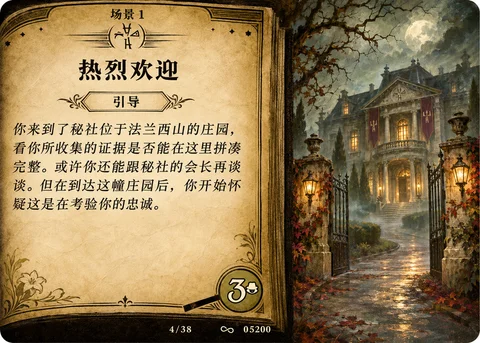 场景 1
热烈欢迎
引导
你来到了秘社位于法兰西山的庄园，
看你所收集的证据是否能在这里拼凑
完整。或许你还能跟秘社的会长再谈
谈。但在到达这幢庄园后，你开始怀
疑这是在考验你的忠诚。
3
4/38
05200